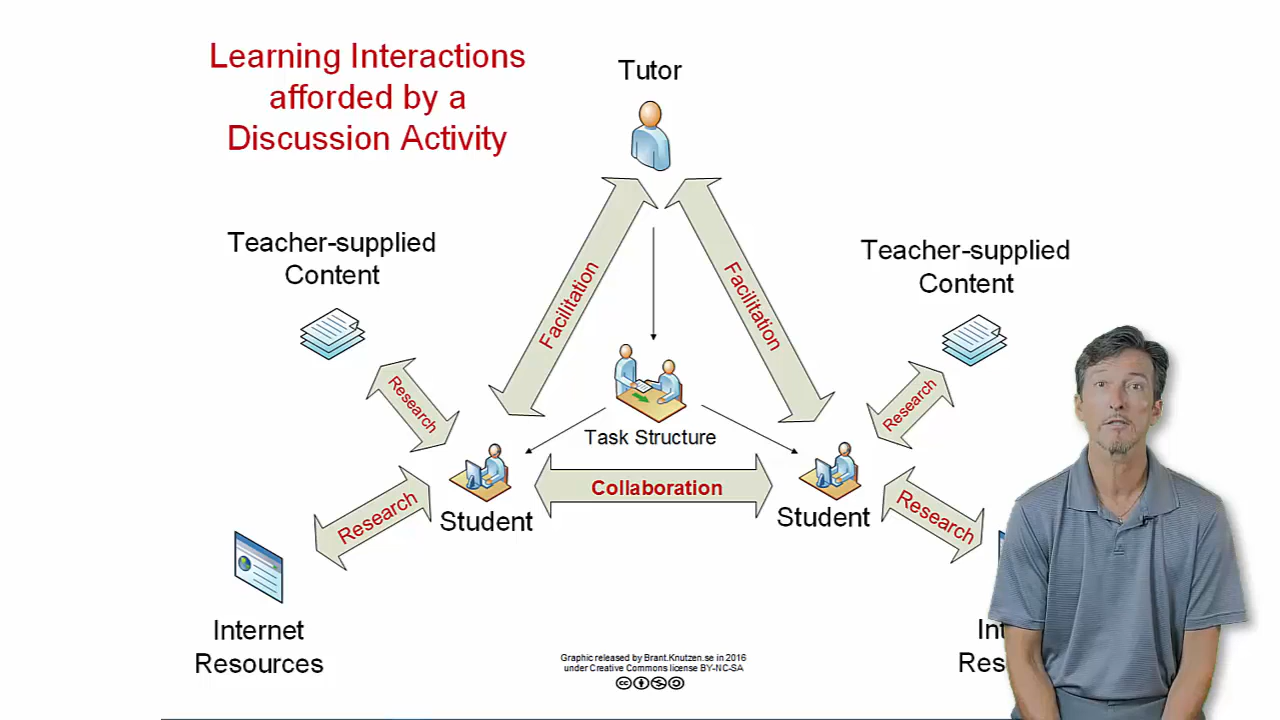 Learning Interactions
afforded by a
Discussion Activity
Tutor
Teacher-supplied
Content
Teacher-supplied
Content
Facilitation
Facilitation
Research
Research
Task Structure
Collaboration
Student
Student
Research
Research
Internet
Resources
Graphic released by Brant.Knutzen.se in 2016
under Creative Commons license BY-NC-SA